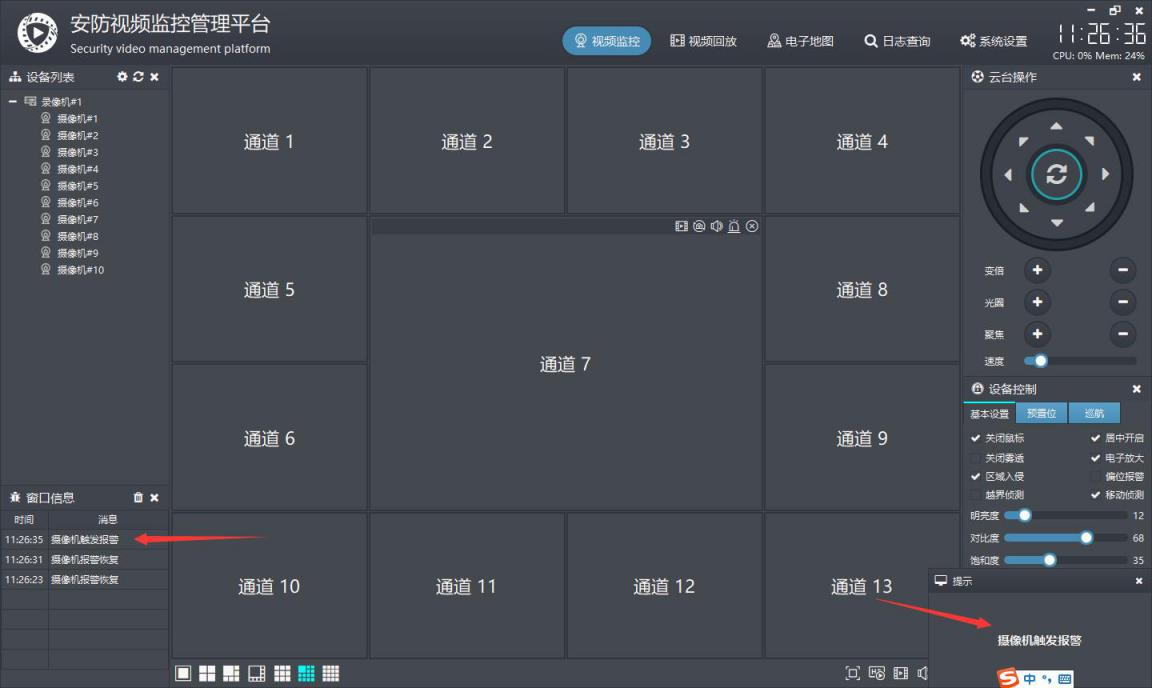 安防视频监控管理平台
Security video management platform
视频监控
视频回放
电子地图
日志查询
系统设置
11:26:36
CPU: 0% Mem: 24%
设备列表
录像机#1
摄像机#1
摄像机#2
摄像机#3
摄像机#4
摄像机#5
摄像机#6
摄像机#7
摄像机#8
摄像机#9
摄像机#10
窗口信息
时间 消息
11:26:35 摄像机触发报警
11:26:31 摄像机报警恢复
11:26:23 摄像机报警恢复
通道 1
通道 2
通道 3
通道 4
通道 5
通道 6
通道 7
通道 8
通道 9
通道 10
通道 11
通道 12
通道 13
云台操作
变倍
光圈
聚焦
速度
设备控制
基本设置 预置位 巡航
关闭鼠标 居中开启
关闭雾透 电子放大
区域入侵 偏位报警
越界侦测 移动侦测
明亮度 12
对比度 68
饱和度 35
提示
摄像机触发报警
S 中